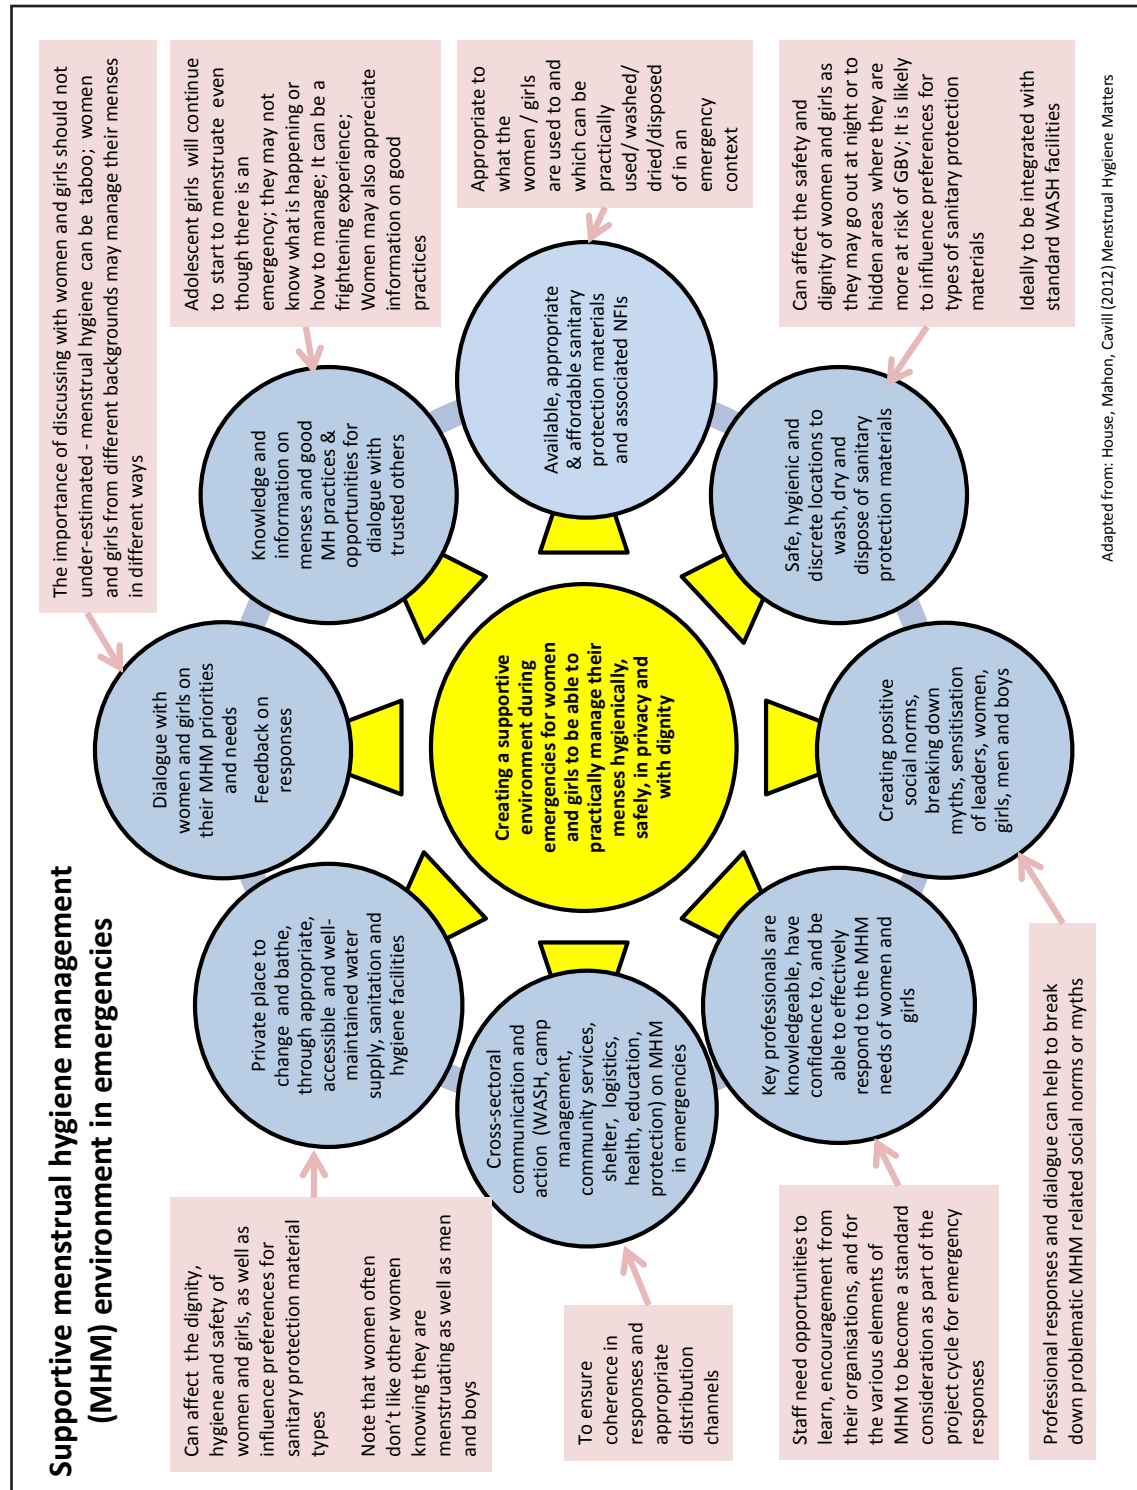 Supportive menstrual hygiene management
(MHM) environment in emergencies
The importance of discussing with women and girls should not
under-estimated - menstrual hygiene can be taboo; women
and girls from different backgrounds may manage their menses
in different ways
Dialogue with
women and girls on
their MHM priorities
and needs
Feedback on
responses
Adolescent girls will continue
to start to menstruate even
though there is an
emergency; they may not
know what is happening or
how to manage; It can be a
frightening experience;
Women may also appreciate
information on good
practices
Knowledge and
information on
menses and good
MH practices &
opportunities for
dialogue with
trusted others
Appropriate to
what the
women / girls
are used to and
which can be
practically
used/ washed/
dried/disposed
of in an
emergency
context
Available, appropriate
& affordable sanitary
protection materials
and associated NFIs
Can affect the safety and
dignity of women and girls as
they may go out at night or to
hidden areas where they are
more at risk of GBV; It is likely
to influence preferences for
types of sanitary protection
materials
Ideally to be integrated with
standard WASH facilities
Safe, hygienic and
discrete locations to
wash, dry and
dispose of sanitary
protection materials
Creating positive
social norms,
breaking down
myths, sensitisation
of leaders, women,
girls, men and boys
Professional responses and dialogue can help to break
down problematic MHM related social norms or myths
Key professionals are
knowledgeable, have
confidence to, and be
able to effectively
respond to the MHM
needs of women and
girls
Staff need opportunities to
learn, encouragement from
their organisations, and for
the various elements of
MHM to become a standard
consideration as part of the
project cycle for emergency
responses
Cross-sectoral
communication and
action (WASH, camp
management,
community services,
shelter, logistics,
health, education,
protection) on MHM
in emergencies
To ensure
coherence in
responses and
appropriate
distribution
channels
Private place to
change and bathe,
through appropriate,
accessible and well-
maintained water
supply, sanitation and
hygiene facilities
Can affect the dignity,
hygiene and safety of
women and girls, as well as
influence preferences for
sanitary protection material
types
Note that women often
don't like other women
knowing they are
menstruating as well as men
and boys
Creating a supportive
environment during
emergencies for women
and girls to be able to
practically manage their
menses hygienically,
safely, in privacy and
with dignity
Adapted from: House, Mahon, Cavill (2012) Menstrual Hygiene Matters